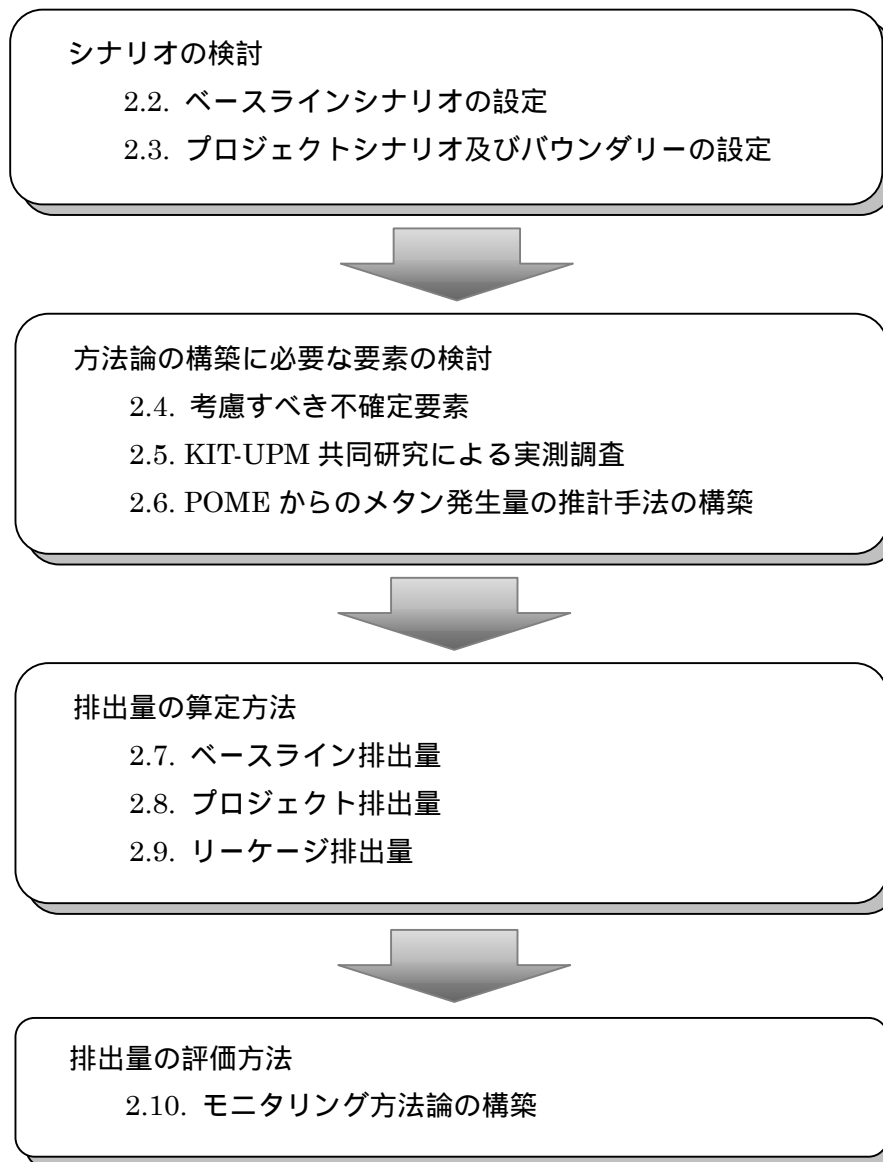 シナリオの検討
2.2. ベースラインシナリオの設定
2.3. プロジェクトシナリオ及びバウンダリーの設定
方法論の構築に必要な要素の検討
2.4. 考慮すべき不確定要素
2.5. KIT-UPM 共同研究による実測調査
2.6. POME からのメタン発生量の推計手法の構築
排出量の算定方法
2.7. ベースライン排出量
2.8. プロジェクト排出量
2.9. リーケージ排出量
排出量の評価方法
2.10. モニタリング方法論の構築